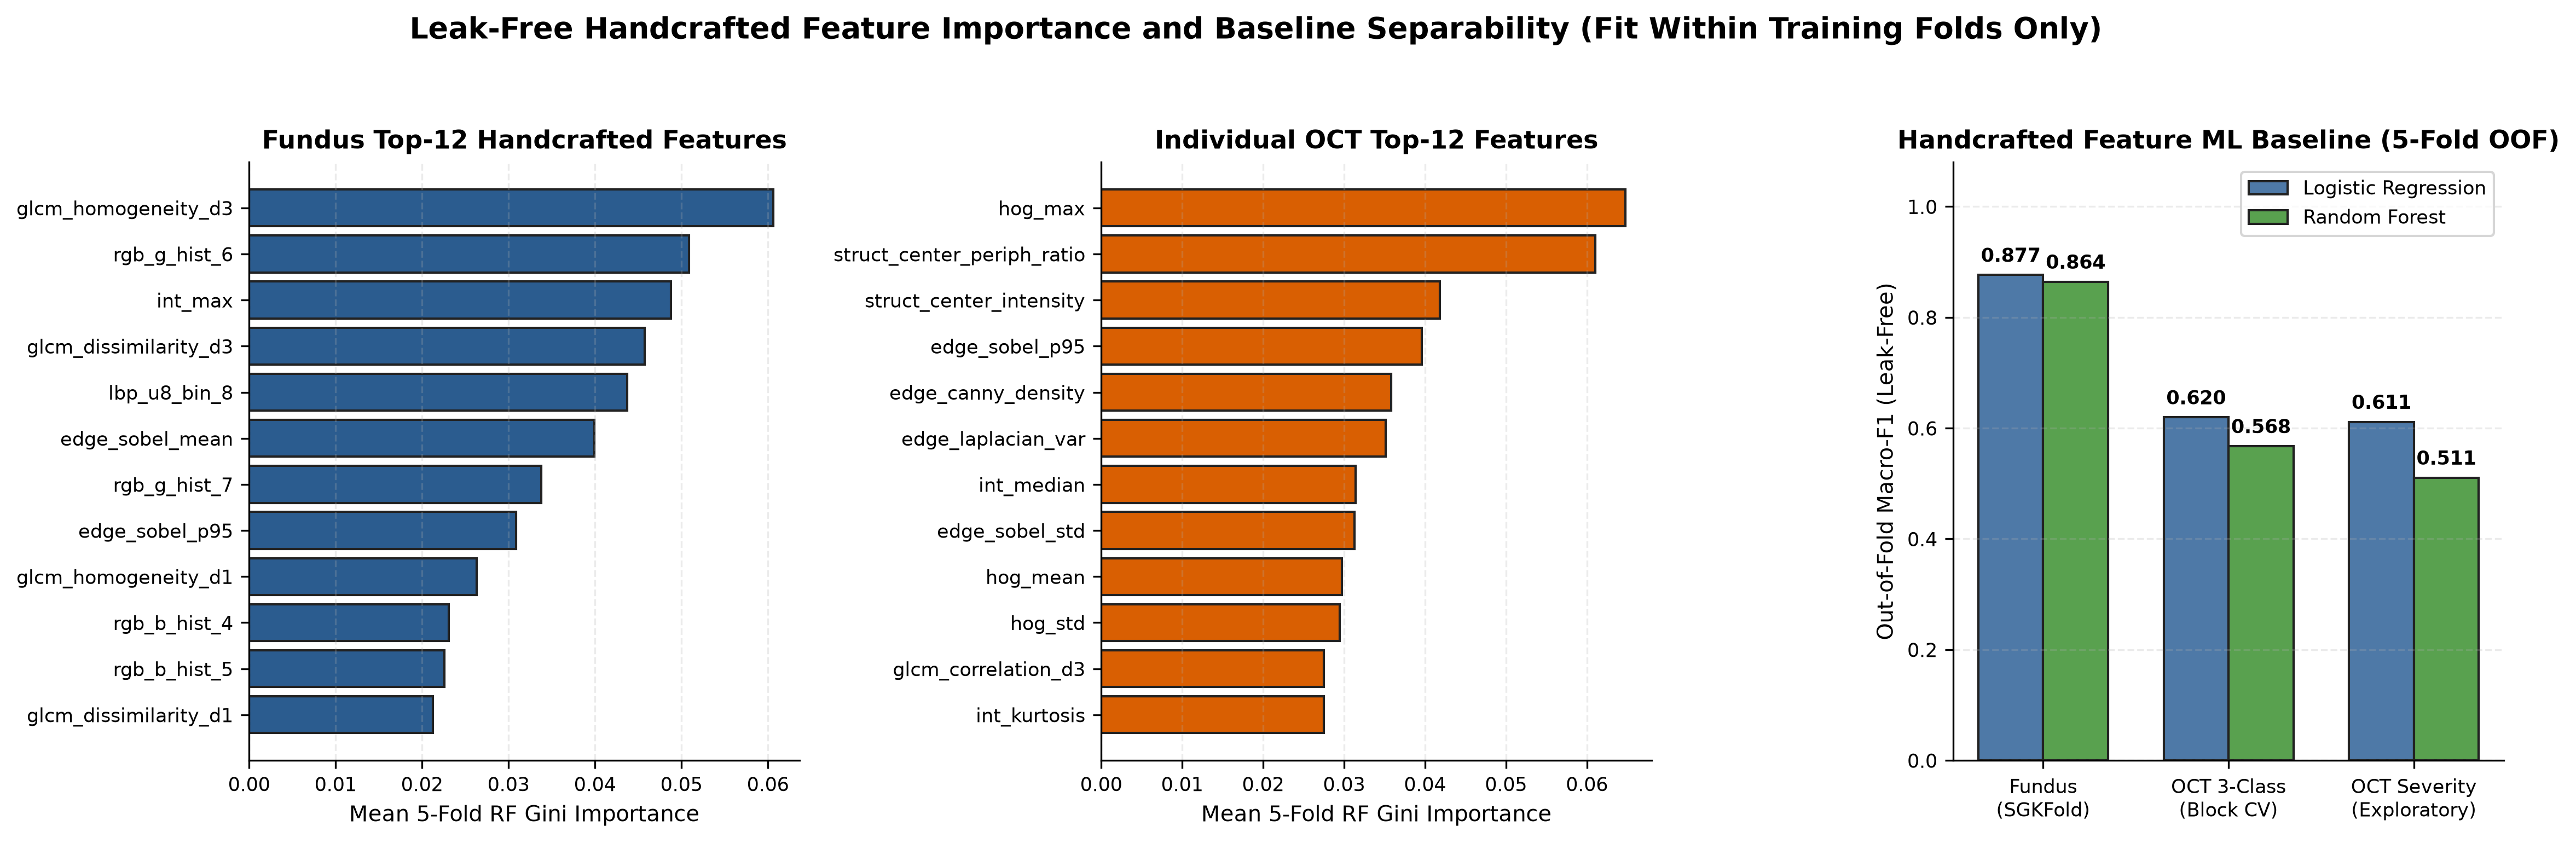 Leak-Free Handcrafted Feature Importance and Baseline Separability (Fit Within Training Folds Only)
Fundus Top-12 Handcrafted Features
glcm_homogeneity_d3
rgb_g_hist_6
int_max
glcm_dissimilarity_d3
lbp_u8_bin_8
edge_sobel_mean
rgb_g_hist_7
edge_sobel_p95
glcm_homogeneity_d1
rgb_b_hist_4
rgb_b_hist_5
glcm_dissimilarity_d1
0.00 0.01 0.02 0.03 0.04 0.05 0.06
Mean 5-Fold RF Gini Importance
Individual OCT Top-12 Features
hog_max
struct_center_periph_ratio
struct_center_intensity
edge_sobel_p95
edge_canny_density
edge_laplacian_var
int_median
edge_sobel_std
hog_mean
hog_std
glcm_correlation_d3
int_kurtosis
0.00 0.01 0.02 0.03 0.04 0.05 0.06
Mean 5-Fold RF Gini Importance
Handcrafted Feature ML Baseline (5-Fold OOF)
Logistic Regression
Random Forest
Out-of-Fold Macro-F1 (Leak-Free)
1.0
0.8
0.6
0.4
0.2
0.0
0.877 0.864
0.620 0.568
0.611 0.511
Fundus
(SGKFold)
OCT 3-Class
(Block CV)
OCT Severity
(Exploratory)